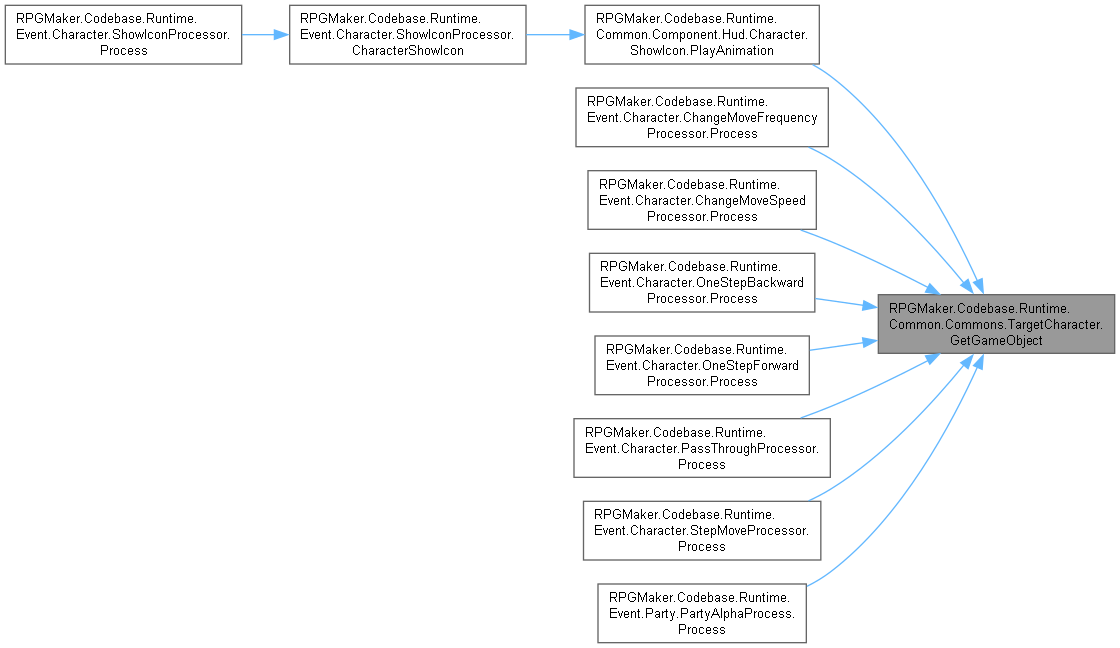 RPGMaker.Codebase.Runtime.
Event.Character.ShowIconProcessor.
Process
RPGMaker.Codebase.Runtime.
Event.Character.ShowIconProcessor.
CharacterShowIcon
RPGMaker.Codebase.Runtime.
Common.Component.Hud.Character.
ShowIcon.PlayAnimation
RPGMaker.Codebase.Runtime.
Event.Character.ChangeMoveFrequency
Processor.Process
RPGMaker.Codebase.Runtime.
Event.Character.ChangeMoveSpeed
Processor.Process
RPGMaker.Codebase.Runtime.
Event.Character.OneStepBackward
Processor.Process
RPGMaker.Codebase.Runtime.
Common.Commons.TargetCharacter.
GetGameObject
RPGMaker.Codebase.Runtime.
Event.Character.OneStepForward
Processor.Process
RPGMaker.Codebase.Runtime.
Event.Character.PassThroughProcessor.
Process
RPGMaker.Codebase.Runtime.
Event.Character.StepMoveProcessor.
Process
RPGMaker.Codebase.Runtime.
Event.Party.PartyAlphaProcess.
Process